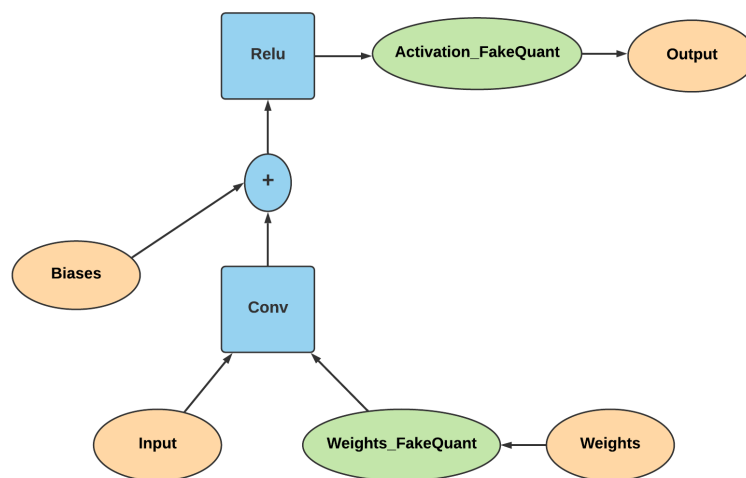 Relu
Activation_FakeQuant
Output
+
Biases
Conv
Input
Weights_FakeQuant
Weights